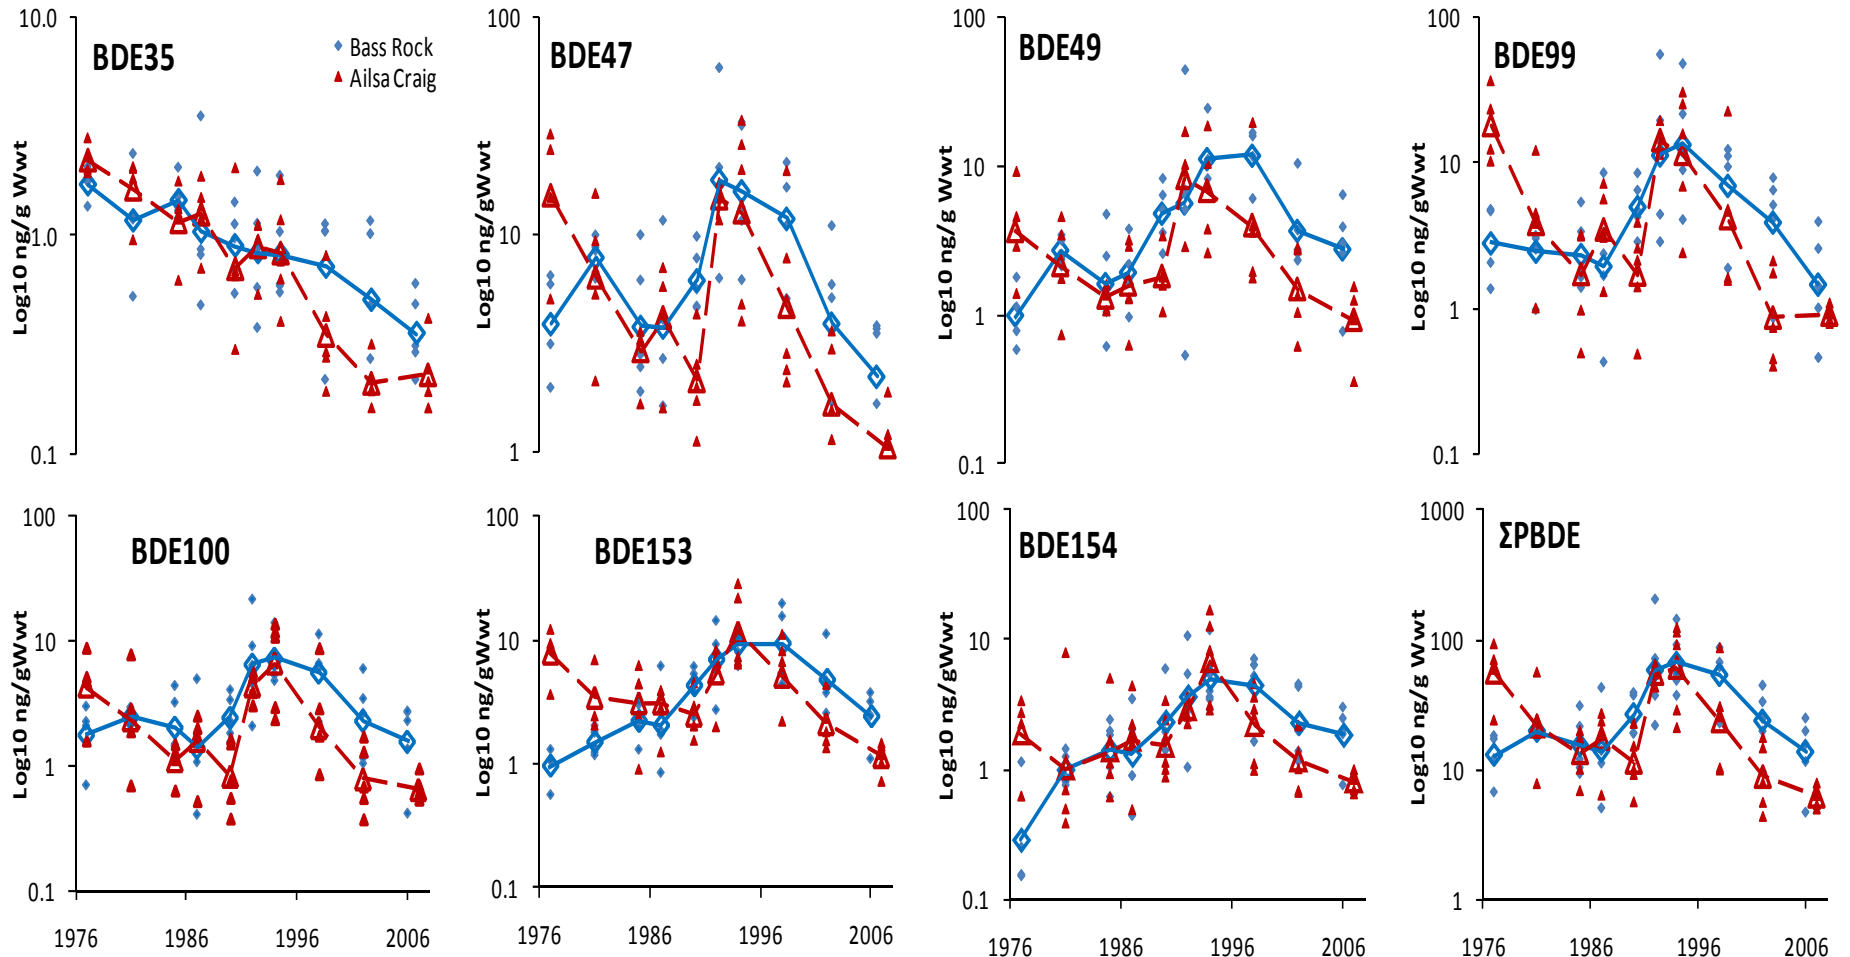 BDE35
Bass Rock
Ailsa Craig
Log10 ng/g Wwt
10.0
1.0
0.1
BDE47
Log10 ng/gWwt
100
10
1
BDE49
Log10 ng/g Wwt
100
10
1
0.1
BDE99
Log10 ng/gWwt
100
10
1
0.1
BDE100
Log10 ng/gWwt
100
10
1
0.1
1976 1986 1996 2006
BDE153
Log10 ng/gWwt
100
10
1
0.1
1976 1986 1996 2006
BDE154
Log10 ng/gWwt
100
10
1
0.1
1976 1986 1996 2006
ΣPBDE
Log10 ng/g Wwt
1000
100
10
1
1976 1986 1996 2006